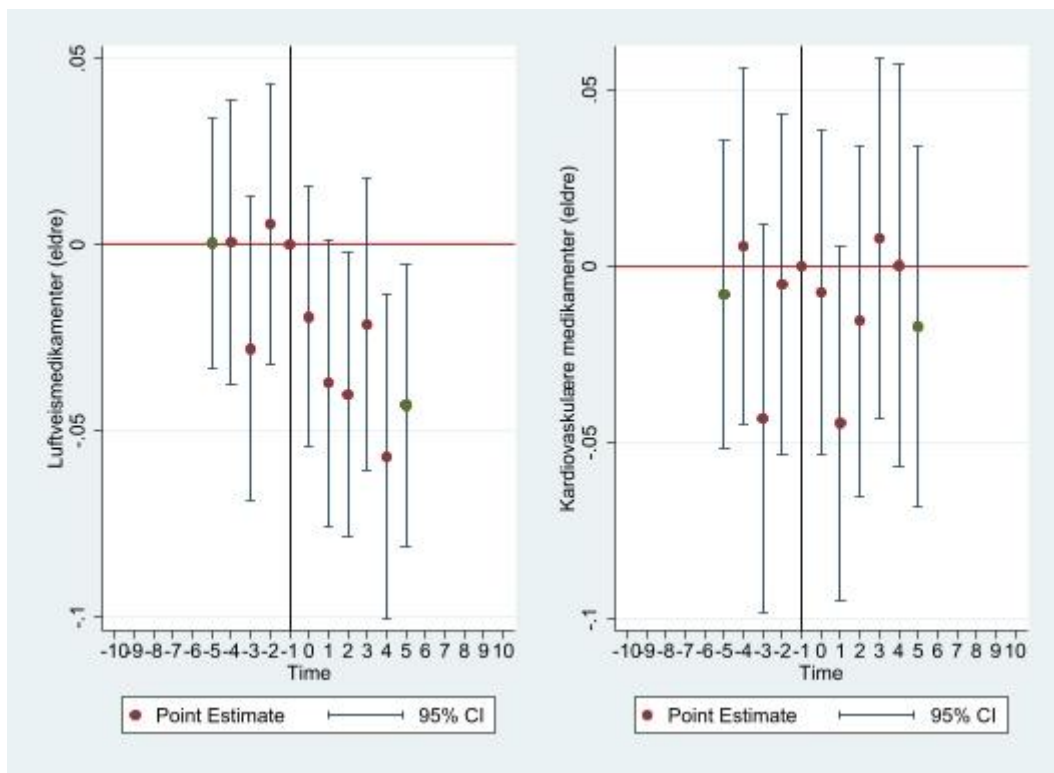 Luftveismedikamenter (eldre)
.05
0
-.05
-.1
-10-9-8-7-6-5-4-3-2-1 0 1 2 3 4 5 6 7 8 9 10
Time
Point Estimate 95% CI
Kardiovaskulære medikamenter (eldre)
.05
0
-.05
-.1
-10-9-8-7-6-5-4-3-2-1 0 1 2 3 4 5 6 7 8 9 10
Time
Point Estimate 95% CI